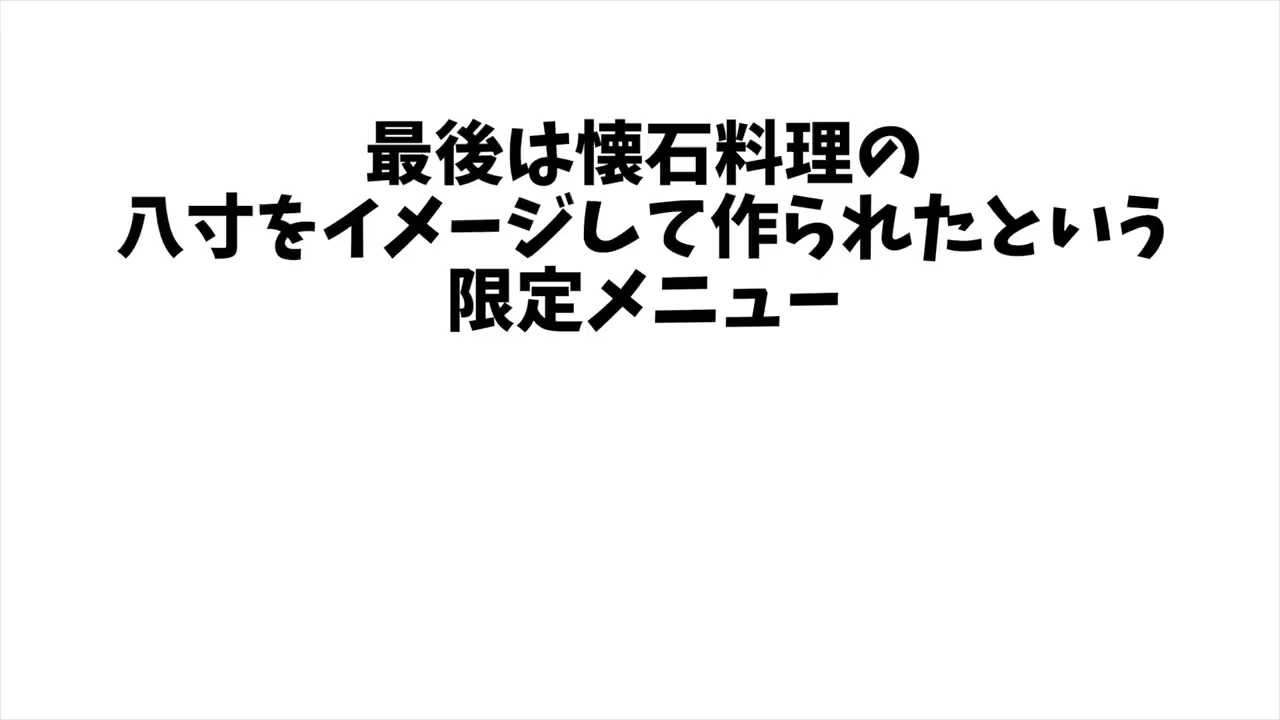 最後は懐石料理の
八寸をイメージして作られたという
限定メニュー